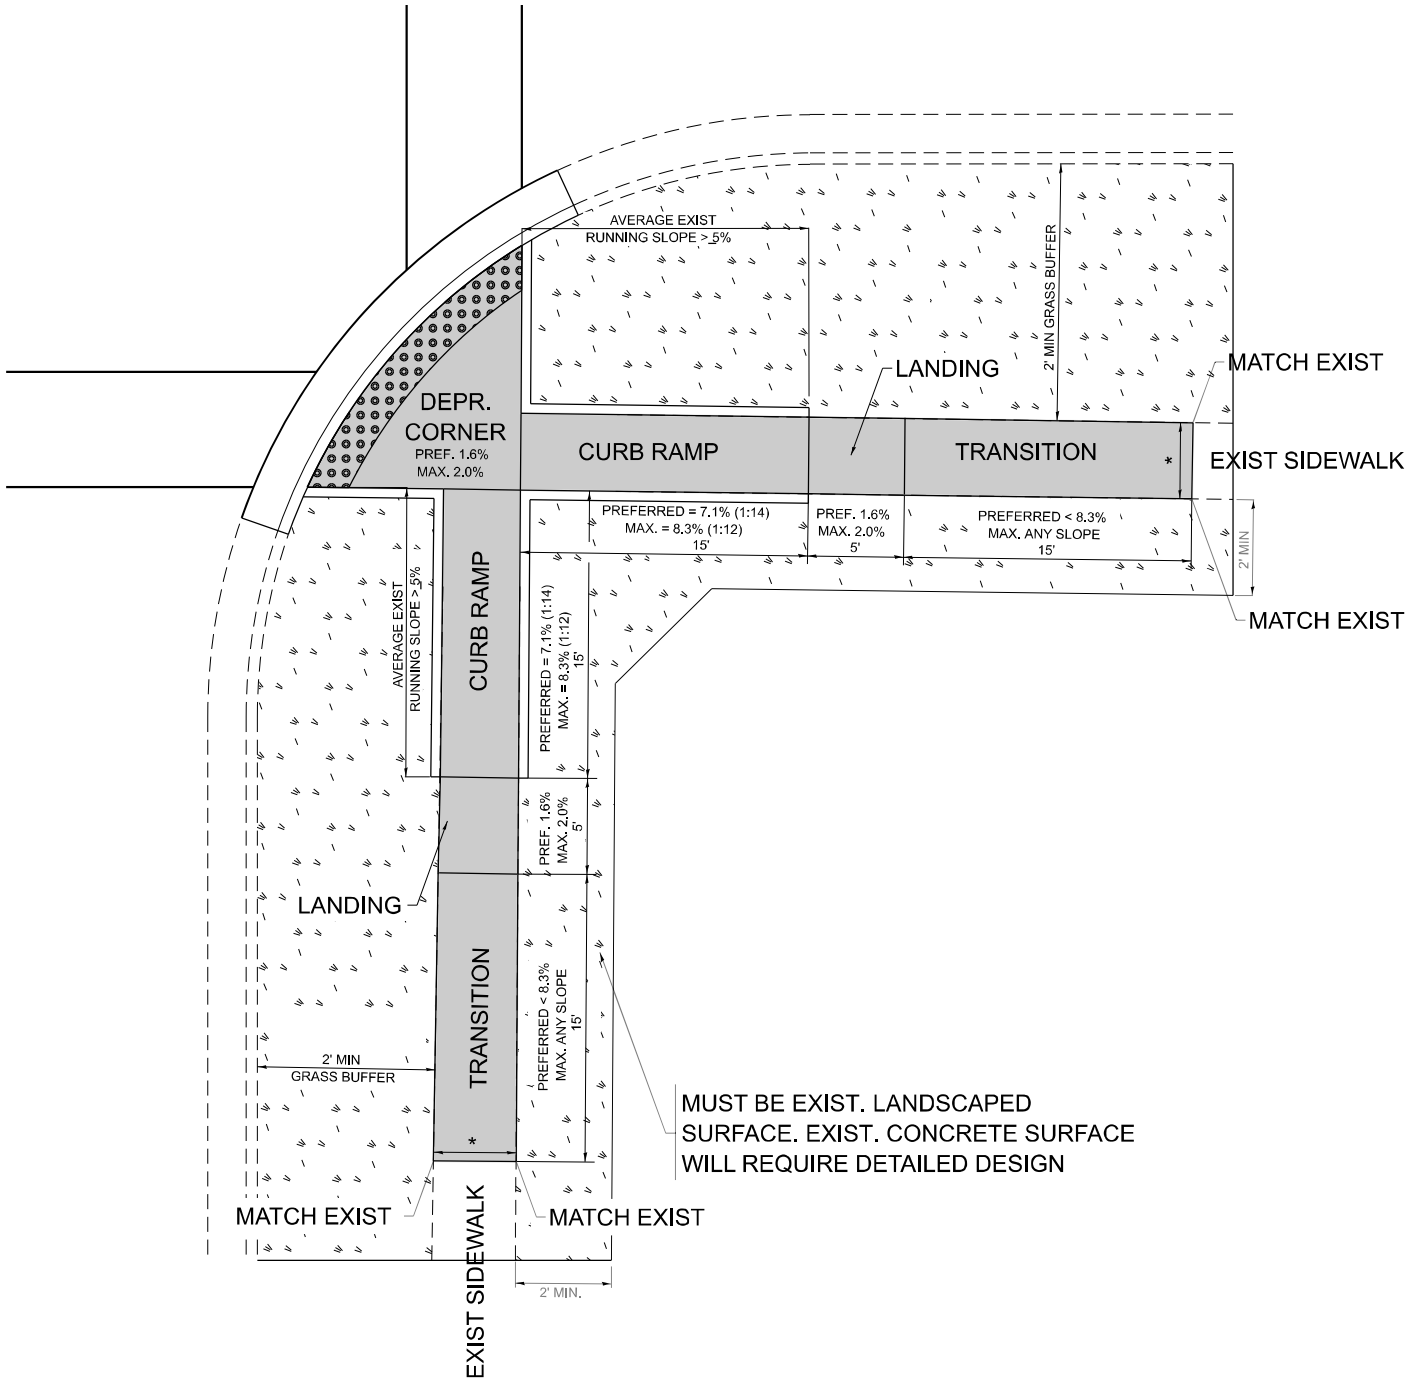 AVERAGE EXIST
RUNNING SLOPE > 5%
2' MIN GRASS BUFFER
LANDING
MATCH EXIST
DEPR.
CORNER
PREF. 1.6%
MAX. 2.0%
CURB RAMP
TRANSITION
*
EXIST SIDEWALK
PREFERRED = 7.1% (1:14)
MAX. = 8.3% (1:12)
15'
PREF. 1.6%
MAX. 2.0%
5'
PREFERRED < 8.3%
MAX. ANY SLOPE
15'
2' MIN
MATCH EXIST
AVERAGE EXIST
RUNNING SLOPE > 5%
CURB RAMP
PREFERRED = 7.1% (1:14)
MAX. = 8.3% (1:12)
15'
PREF. 1.6%
MAX. 2.0%
5'
LANDING
TRANSITION
PREFERRED < 8.3%
MAX. ANY SLOPE
15'
2' MIN
GRASS BUFFER
*
MUST BE EXIST. LANDSCAPED
SURFACE. EXIST. CONCRETE SURFACE
WILL REQUIRE DETAILED DESIGN
MATCH EXIST
MATCH EXIST
EXIST SIDEWALK
2' MIN.